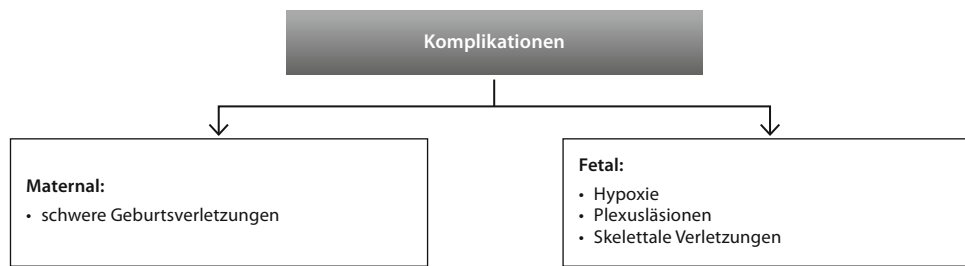 Komplikationen
Maternal:
• schwere Geburtsverletzungen
Fetal:
• Hypoxie
• Plexusläsionen
• Skelettale Verletzungen